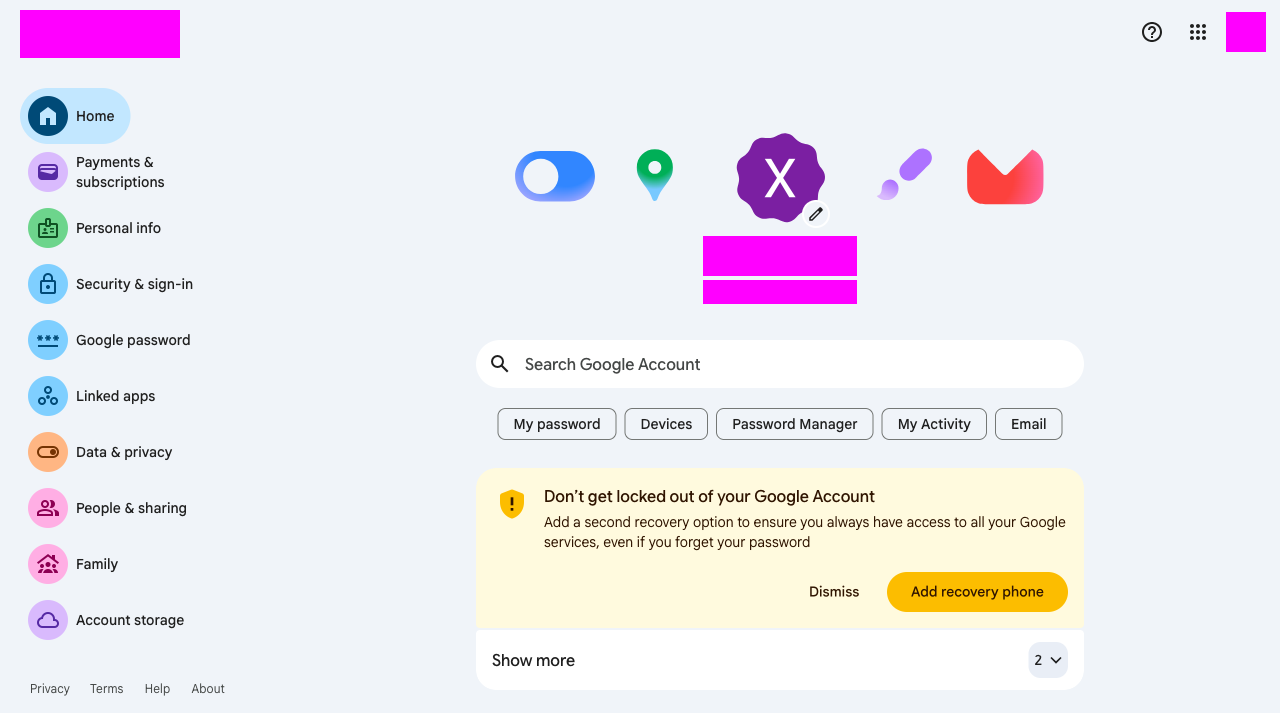 Home
Payments &
subscriptions
Personal info
Security & sign-in
Google password
Linked apps
Data & privacy
People & sharing
Family
Account storage
Privacy Terms Help About
X
Search Google Account
My password Devices Password Manager My Activity Email
Don’t get locked out of your Google Account
Add a second recovery option to ensure you always have access to all your Google
services, even if you forget your password
Dismiss Add recovery phone
Show more 2